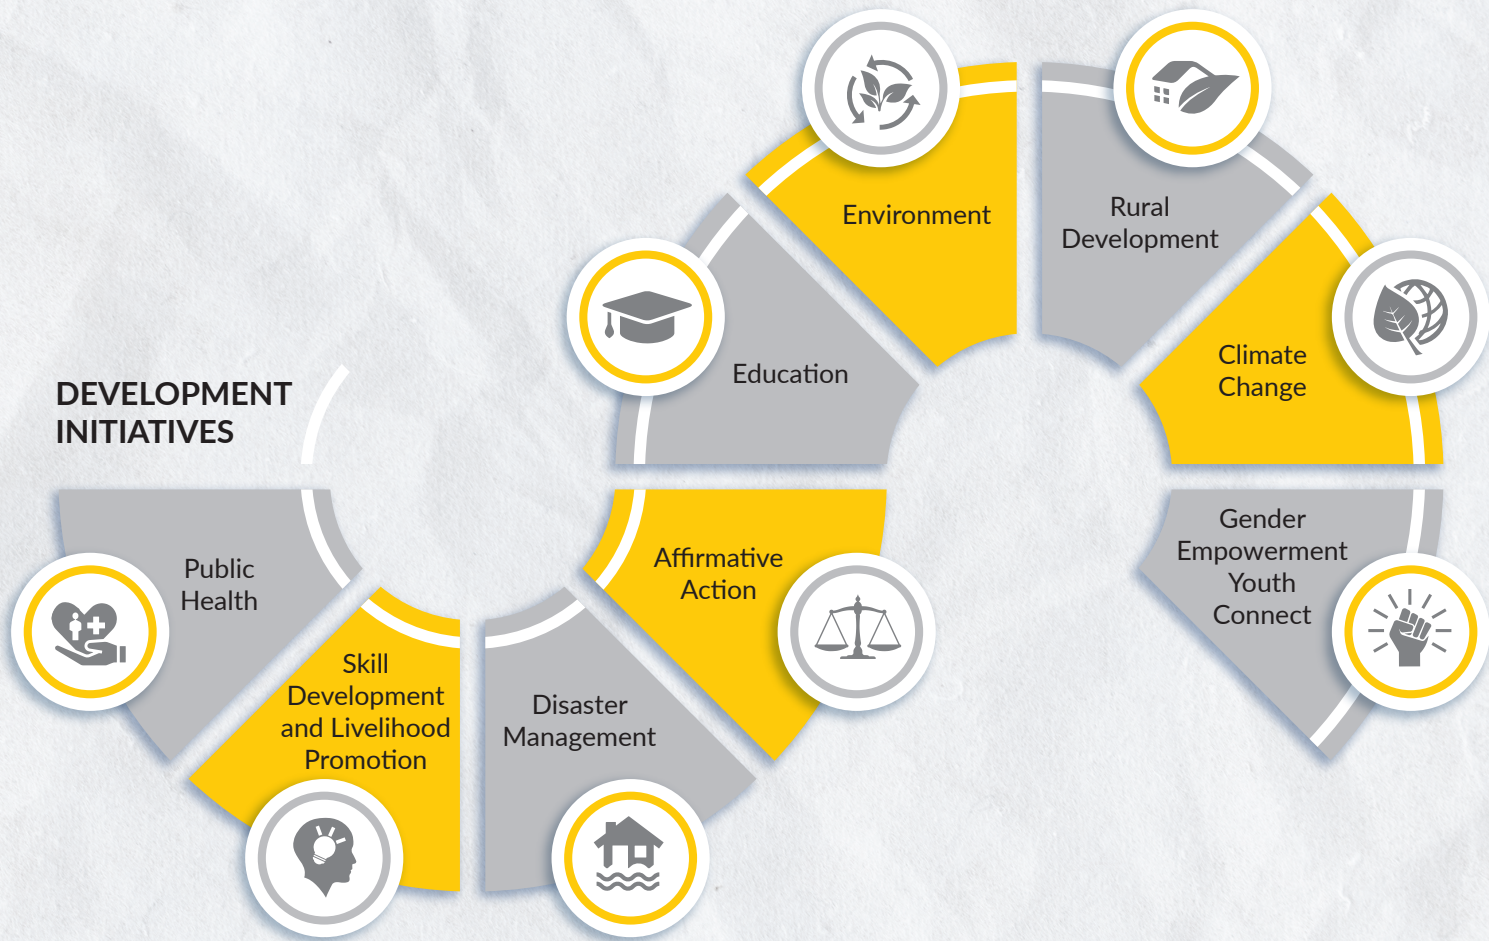 DEVELOPMENT
INITIATIVES
Public
Health
Skill
Development
and Livelihood
Promotion
Disaster
Management
Affirmative
Action
Education
Environment
Rural
Development
Climate
Change
Gender
Empowerment
Youth
Connect